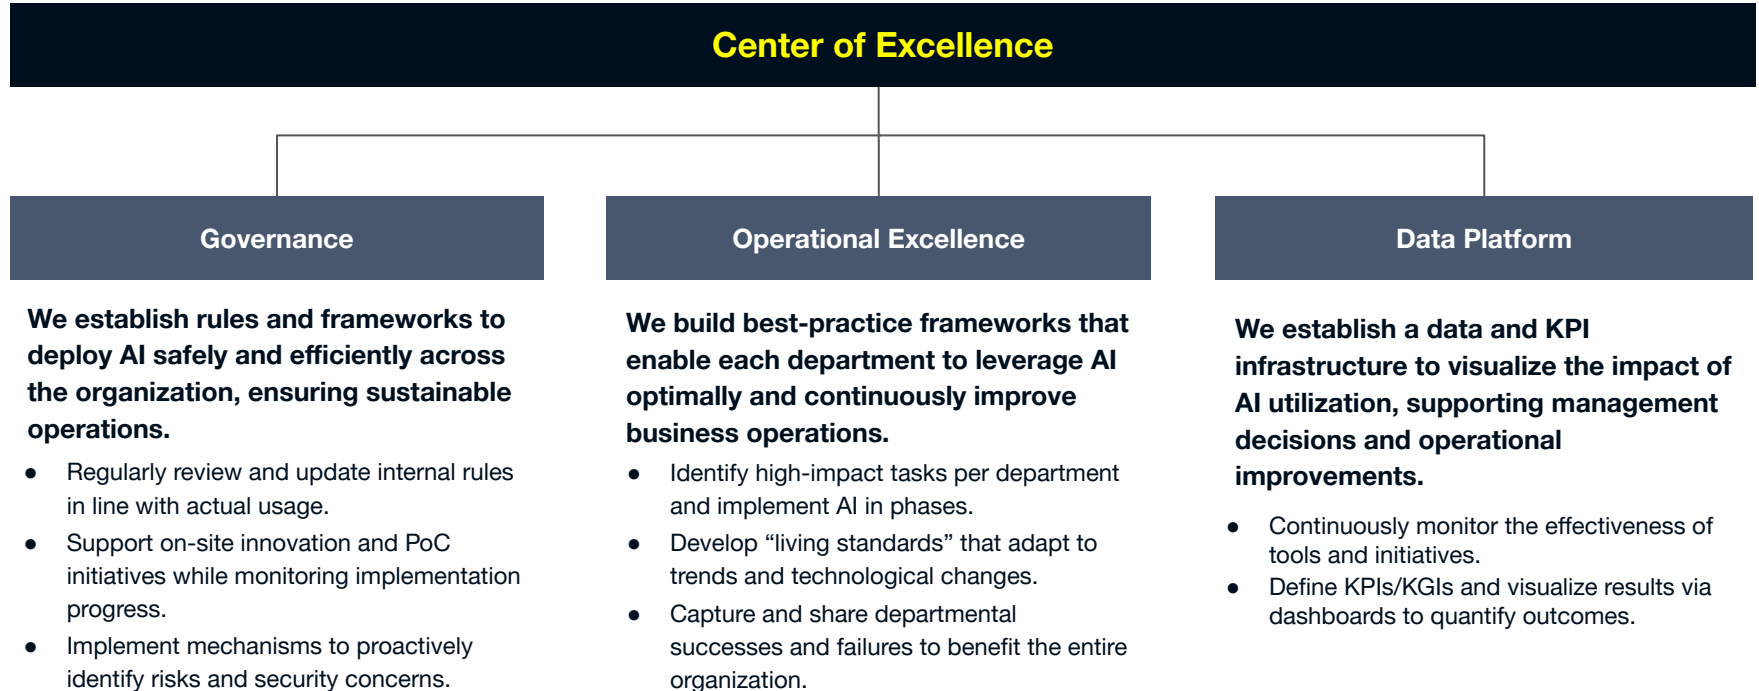 Center of Excellence
Governance
We establish rules and frameworks to
deploy AI safely and efficiently across
the organization, ensuring sustainable
operations.
● Regularly review and update internal rules
in line with actual usage.
● Support on-site innovation and PoC
initiatives while monitoring implementation
progress.
● Implement mechanisms to proactively
identify risks and security concerns.
Operational Excellence
We build best-practice frameworks that
enable each department to leverage AI
optimally and continuously improve
business operations.
● Identify high-impact tasks per department
and implement AI in phases.
● Develop “living standards” that adapt to
trends and technological changes.
● Capture and share departmental
successes and failures to benefit the entire
organization.
Data Platform
We establish a data and KPI
infrastructure to visualize the impact of
AI utilization, supporting management
decisions and operational
improvements.
● Continuously monitor the effectiveness of
tools and initiatives.
● Define KPIs/KGIs and visualize results via
dashboards to quantify outcomes.